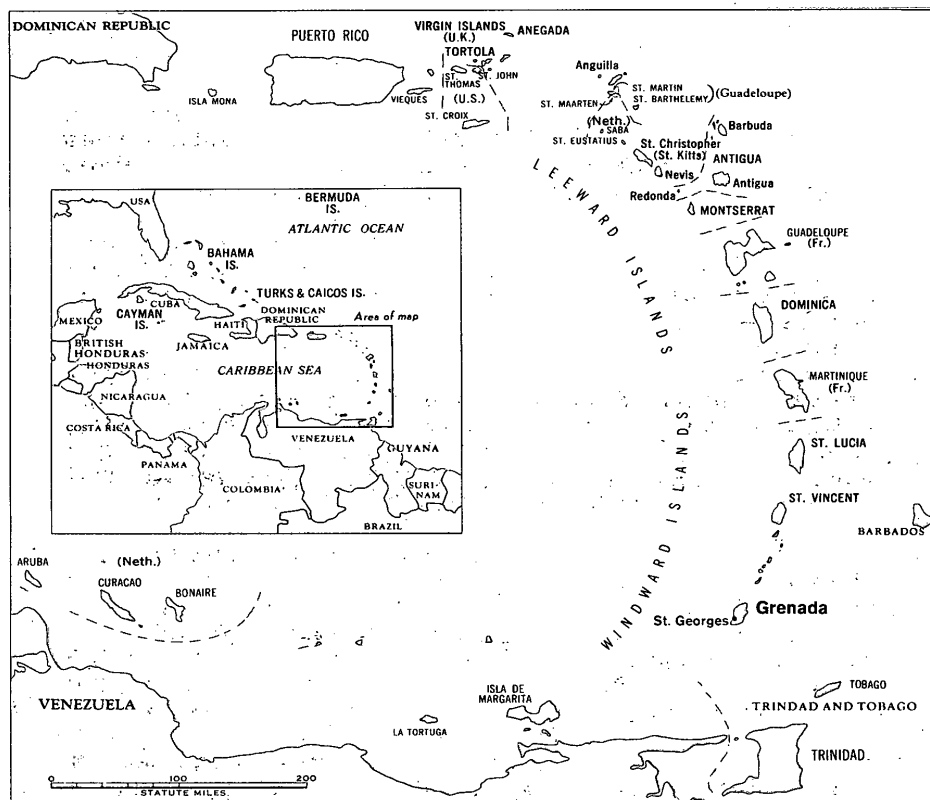 DOMINICAN REPUBLIC
PUERTO RICO
VIRGIN ISLANDS
(U.K.)
ANEGADA
TORTOLA
ST. THOMAS
ST. JOHN
(U.S.)
ISLA MONA
VIEQUES
ST. CROIX
Anguilla
ST. MARTIN
ST. BARTHELEMY
(Guadeloupe)
ST. MAARTEN
(Neth.)
SABA
ST. EUSTATIUS
Barbuda
St. Christopher
(St. Kitts)
ANTIGUA
Nevis
Antigua
Redonda
MONTSERRAT
LEEWARD ISLANDS
GUADELOUPE
(Fr.)
DOMINICA
MARTINIQUE
(Fr.)
ST. LUCIA
WINDWARD ISLANDS
ST. VINCENT
BARBADOS
Grenada
St. Georges
USA
BERMUDA
IS.
ATLANTIC OCEAN
BAHAMA
IS.
TURKS & CAICOS IS.
CUBA
CAYMAN
IS.
HAITI
DOMINICAN
REPUBLIC
Area of map
MEXICO
JAMAICA
BRITISH
HONDURAS
HONDURAS
CARIBBEAN SEA
NICARAGUA
COSTA RICA
PANAMA
VENEZUELA
GUYANA
COLOMBIA
SURI-
NAM
BRAZIL
ARUBA
(Neth.)
CURACAO
BONAIRE
VENEZUELA
LA TORTUGA
ISLA DE
MARGARITA
TOBAGO
TRINIDAD AND TOBAGO
TRINIDAD
0 100 200
STATUTE MILES